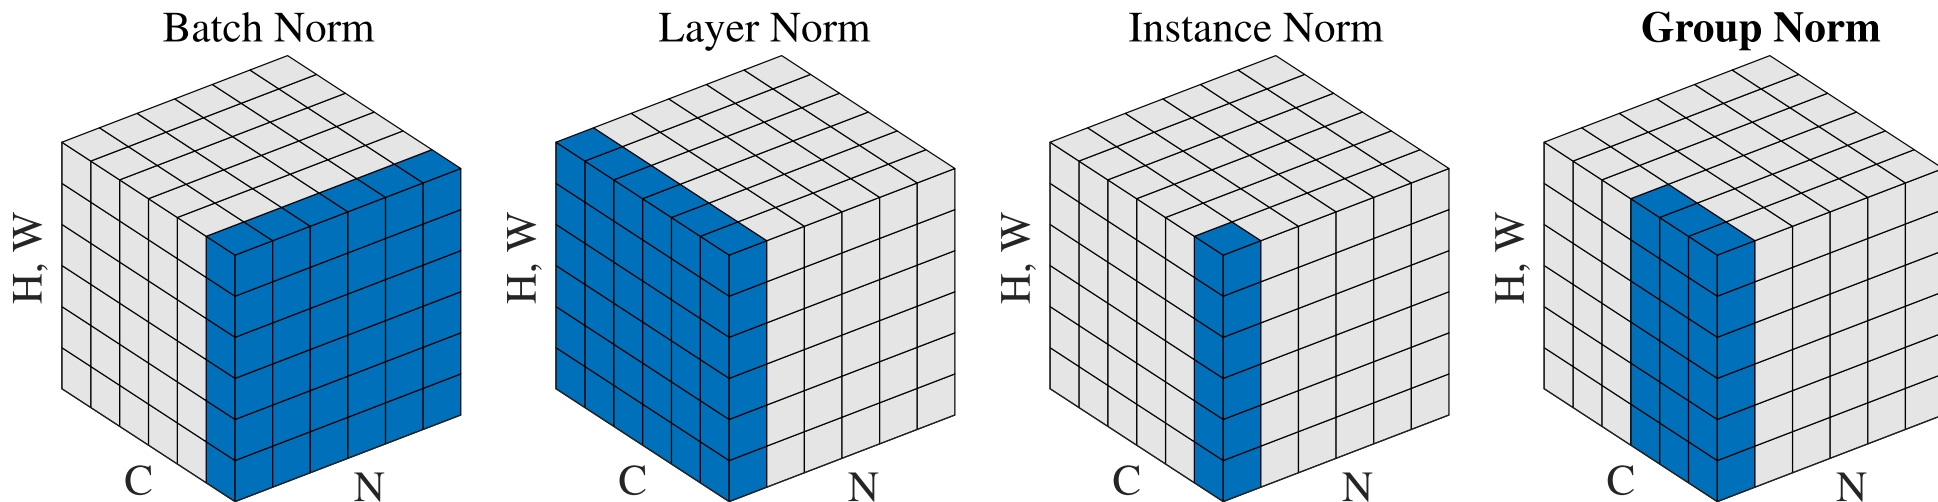 Batch Norm
H, W
C
N
Layer Norm
H, W
C
N
Instance Norm
H, W
C
N
Group Norm
H, W
C
N